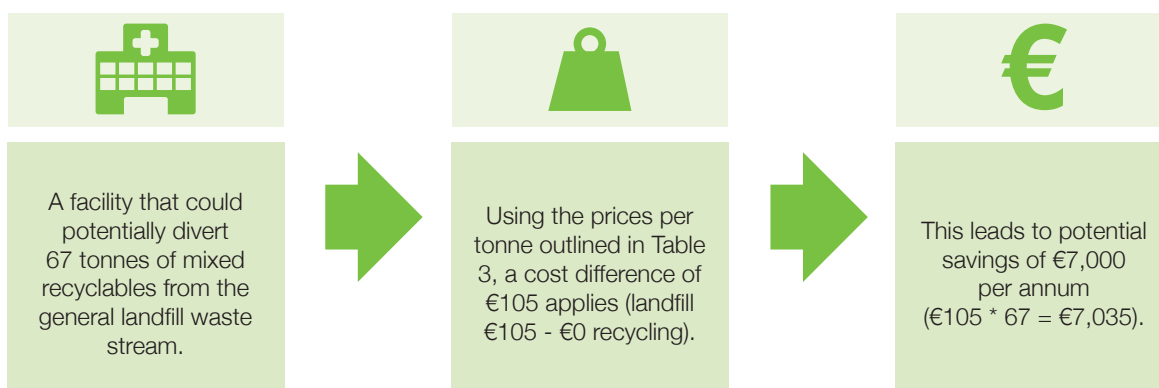 A facility that could
potentially divert
67 tonnes of mixed
recyclables from the
general landfill waste
stream.
Using the prices per
tonne outlined in Table
3, a cost difference of
€105 applies (landfill
€105 - €0 recycling).
€
This leads to potential
savings of €7,000
per annum
(€105 * 67 = €7,035).